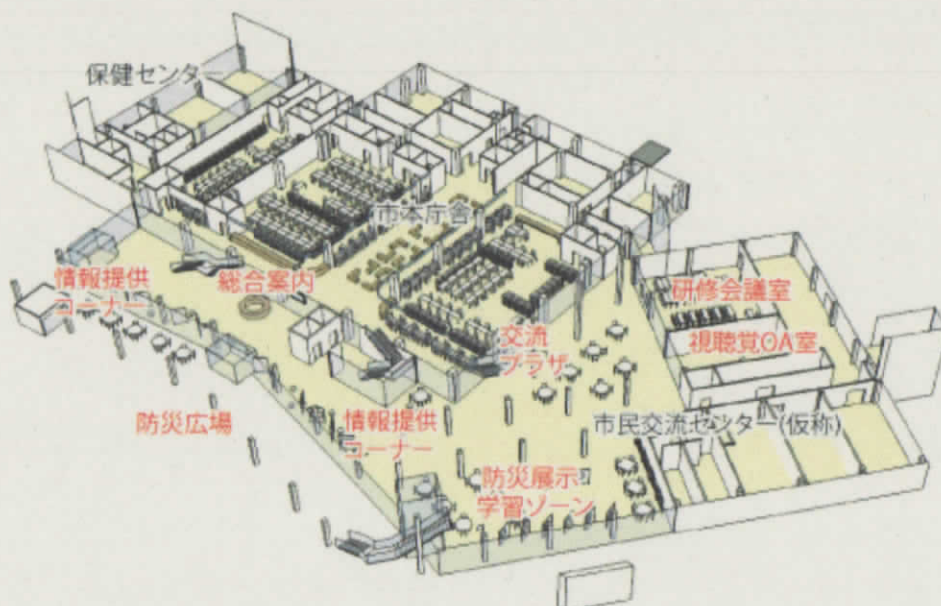 保健センター
市本庁舎
情報提供
コーナー
総合案内
研修会議室
視聴覚OA室
交流
プラザ
防災広場
情報提供
コーナー
市民交流センター(仮称)
防災展示
学習ゾーン